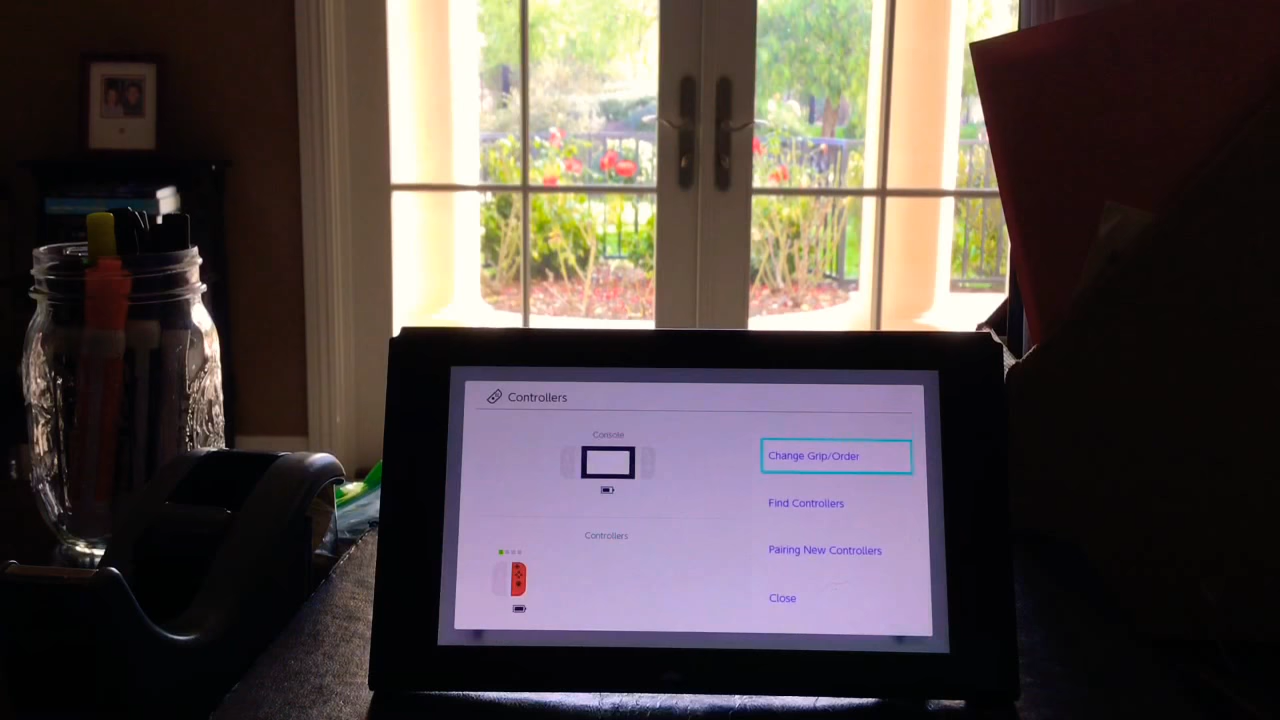 Controllers
Console
Change Grip/Order
Find Controllers
Controllers
Pairing New Controllers
Close